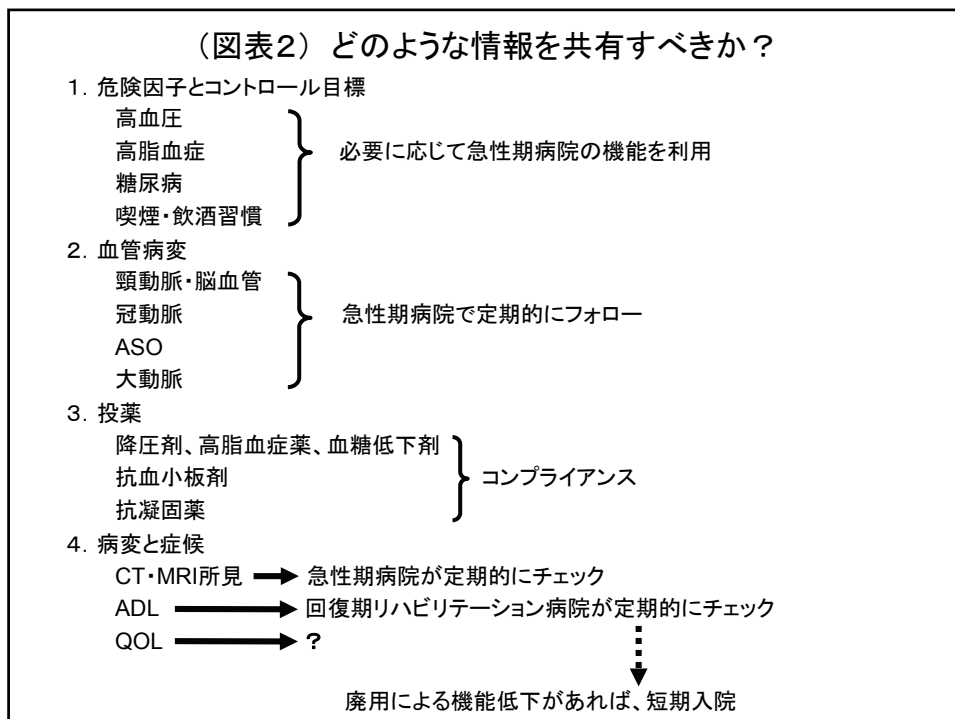 （図表２） どのような情報を共有すべきか？
１．危険因子とコントロール目標
高血圧
高脂血症 必要に応じて急性期病院の機能を利用
糖尿病
喫煙・飲酒習慣
２．血管病変
頸動脈・脳血管
冠動脈 急性期病院で定期的にフォロー
ASO
大動脈
３．投薬
降圧剤、高脂血症薬、血糖低下剤
抗血小板剤 コンプライアンス
抗凝固薬
４．病変と症候
CT・MRI所見 急性期病院が定期的にチェック
ADL 回復期リハビリテーション病院が定期的にチェック
QOL ？
廃用による機能低下があれば、短期入院